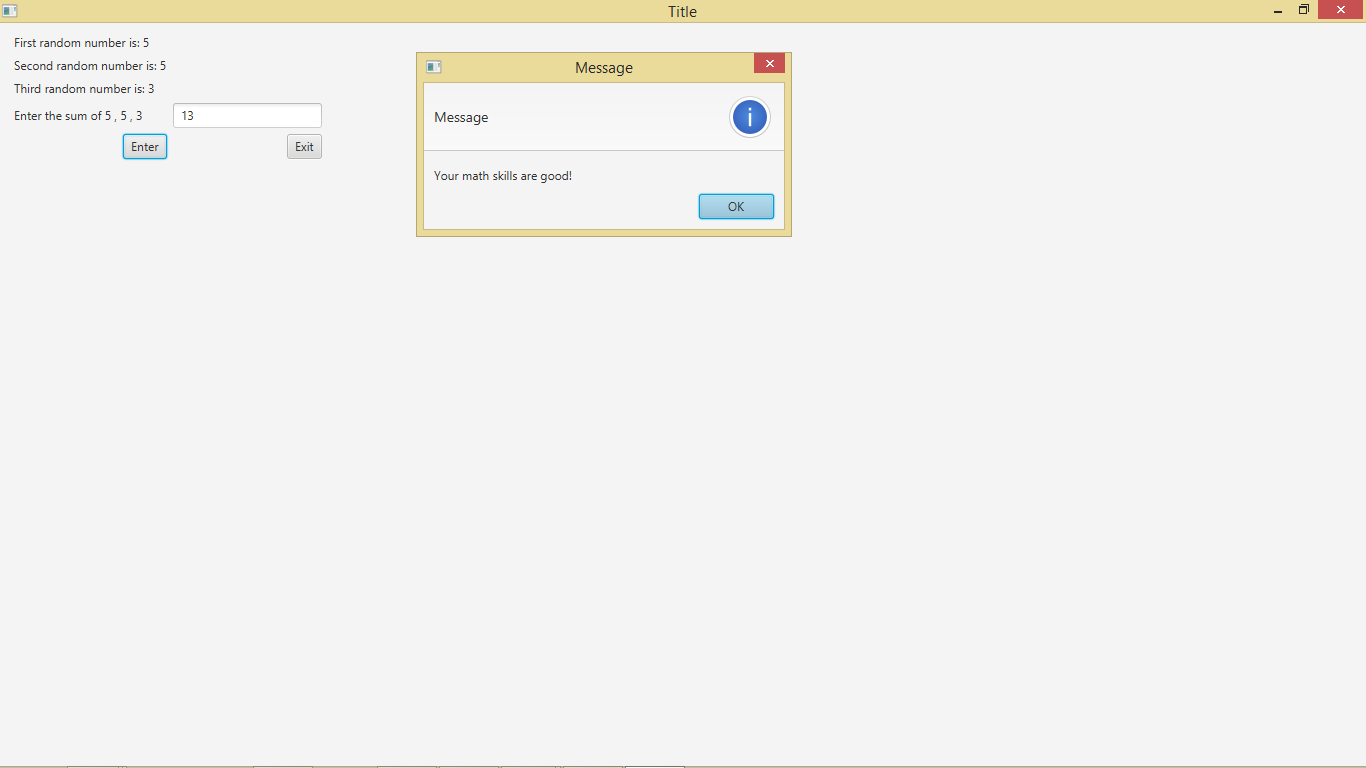 Title
First random number is: 5
Second random number is: 5
Third random number is: 3
Enter the sum of 5 , 5 , 3
13
Enter
Exit
Message
Message
Your math skills are good!
OK